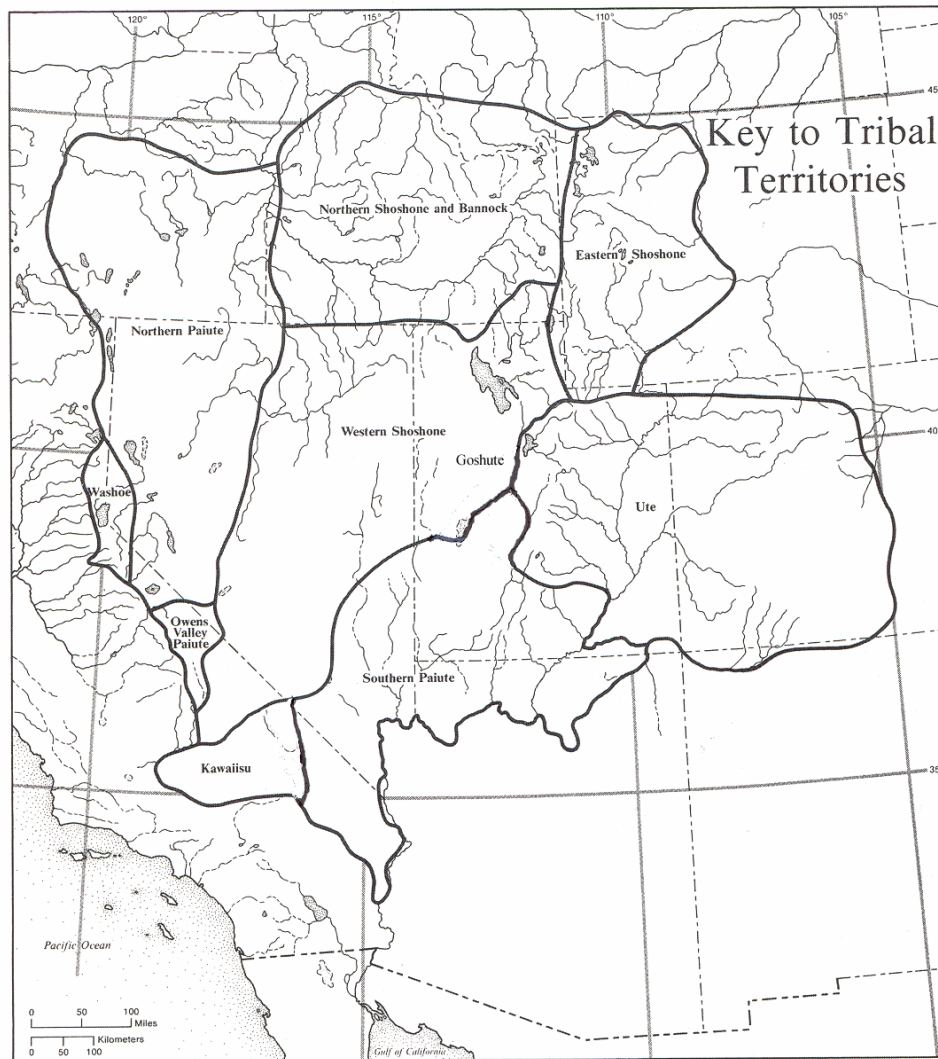 120°
115°
110°
105°
45
Key to Tribal
Territories
Northern Shoshone and Bannock
Eastern Shoshone
Northern Paiute
Western Shoshone
40
Goshute
Washoe
Ute
Owens
Valley
Paiute
Southern Paiute
Kawaiisu
35
Pacific Ocean
0 50 100
Miles
Kilometers
0 50 100
Gulf of California